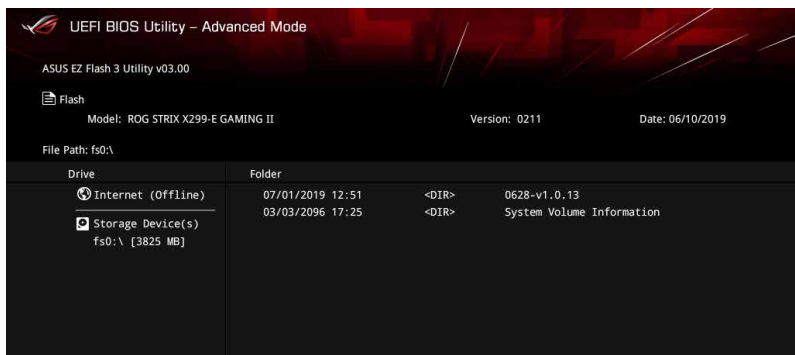 UEFI BIOS Utility – Advanced Mode
ASUS EZ Flash 3 Utility v03.00
Flash
Model: ROG STRIX X299-E GAMING II Version: 0211 Date: 06/10/2019
File Path: fs0:\
Drive Folder
Internet (Offline) 07/01/2019 12:51 <DIR> 0628-v1.0.13
03/03/2096 17:25 <DIR> System Volume Information
Storage Device(s)
fs0:\ [3825 MB]